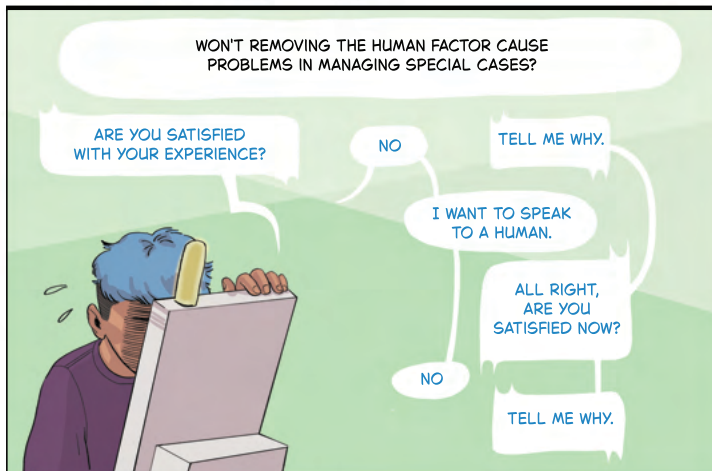 WON'T REMOVING THE HUMAN FACTOR CAUSE
PROBLEMS IN MANAGING SPECIAL CASES?
ARE YOU SATISFIED
WITH YOUR EXPERIENCE?
NO
TELL ME WHY.
I WANT TO SPEAK
TO A HUMAN.
ALL RIGHT,
ARE YOU
SATISFIED NOW?
NO
TELL ME WHY.